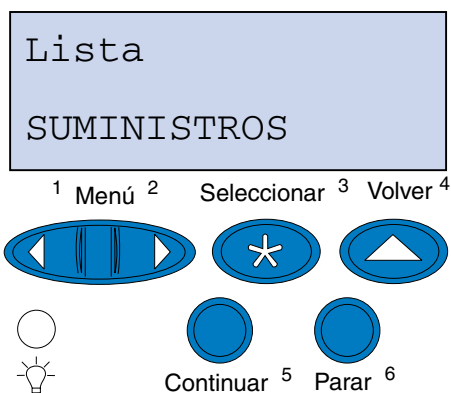 Lista
SUMINISTROS
1 Menú 2 Seleccionar 3 Volver 4
Continuar 5 Parar 6